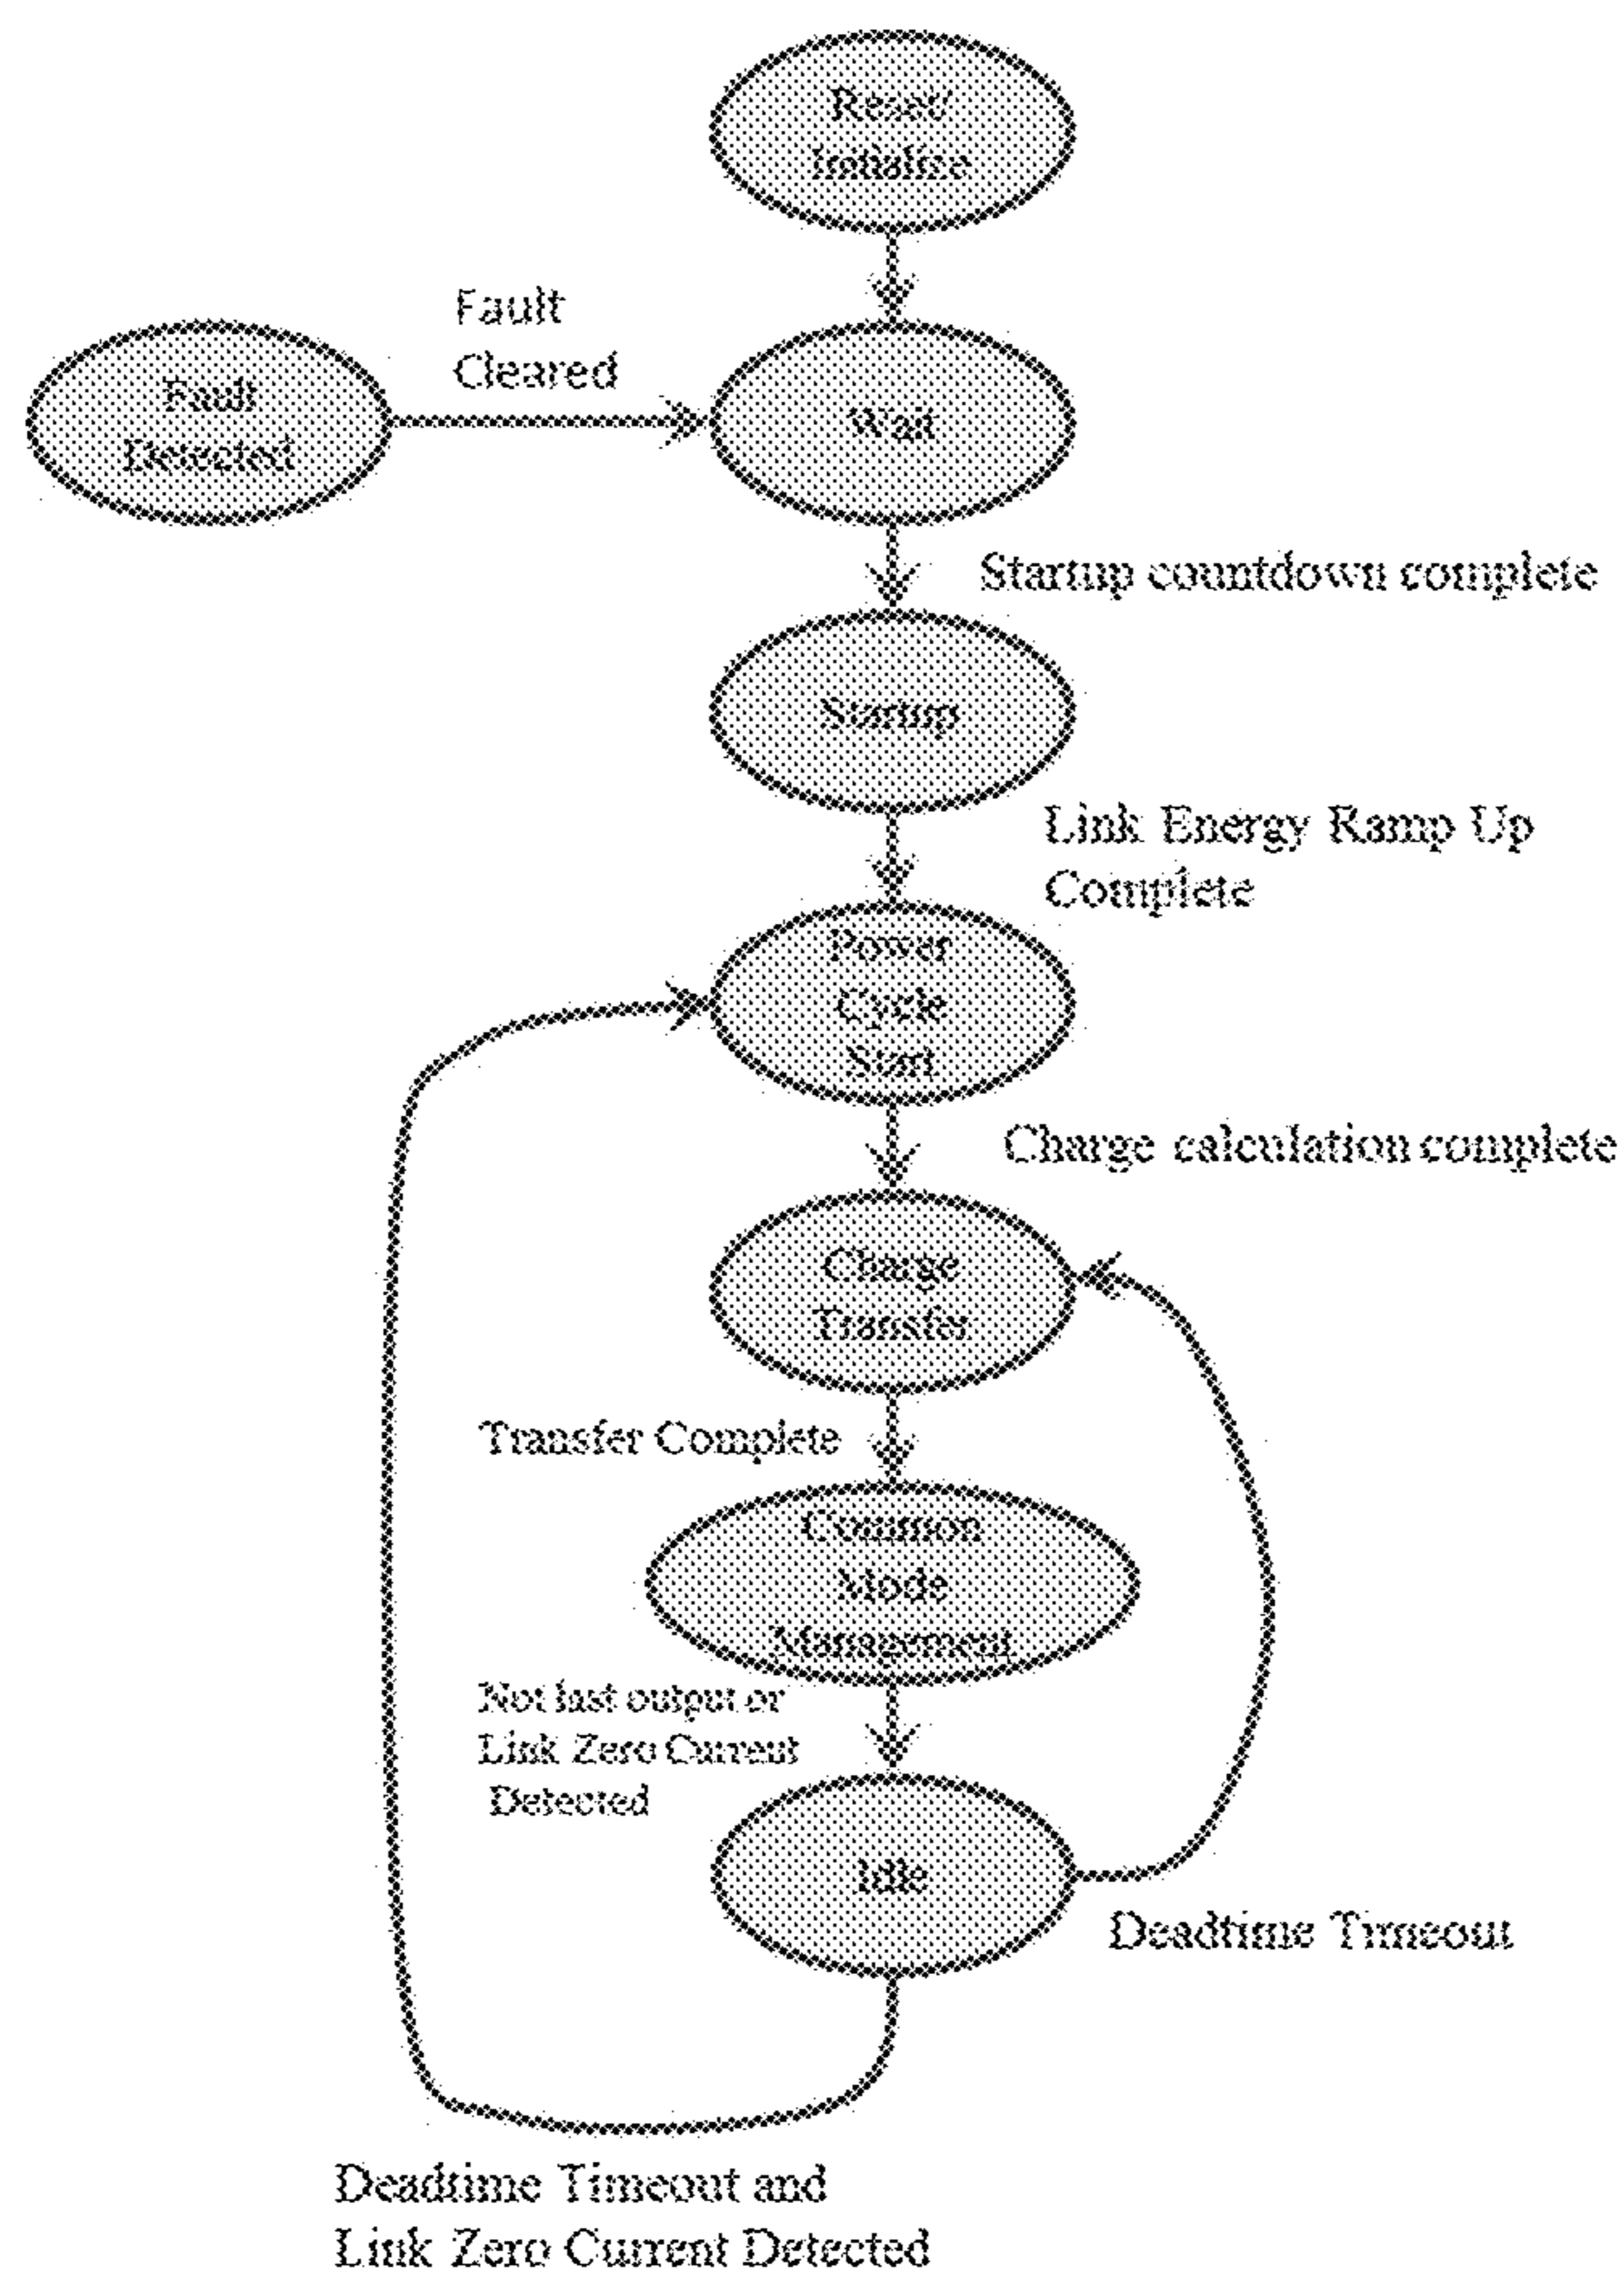 Reset/
Initialize
Fault
Cleared
Fault
Detected
Wait
Startup countdown complete
Startup
Link Energy Ramp Up
Complete
Power
Cycle
Start
Charge calculation complete
Charge
Transfer
Transfer Complete
Common
Mode
Management
Not last output or
Link Zero Current
Detected
Idle
Deadtime Timeout
Deadtime Timeout and
Link Zero Current Detected